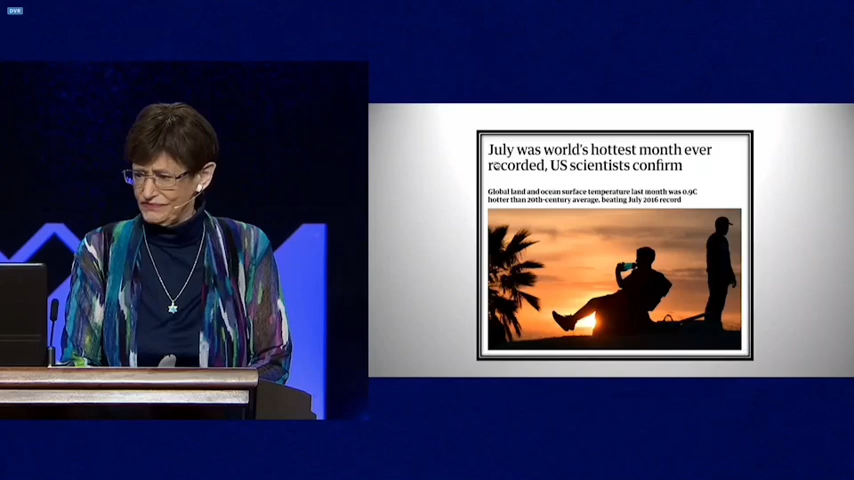 DVR
July was world's hottest month ever
recorded, US scientists confirm
Global land and ocean surface temperature last month was 0.9C
hotter than 20th-century average, beating July 2016 record